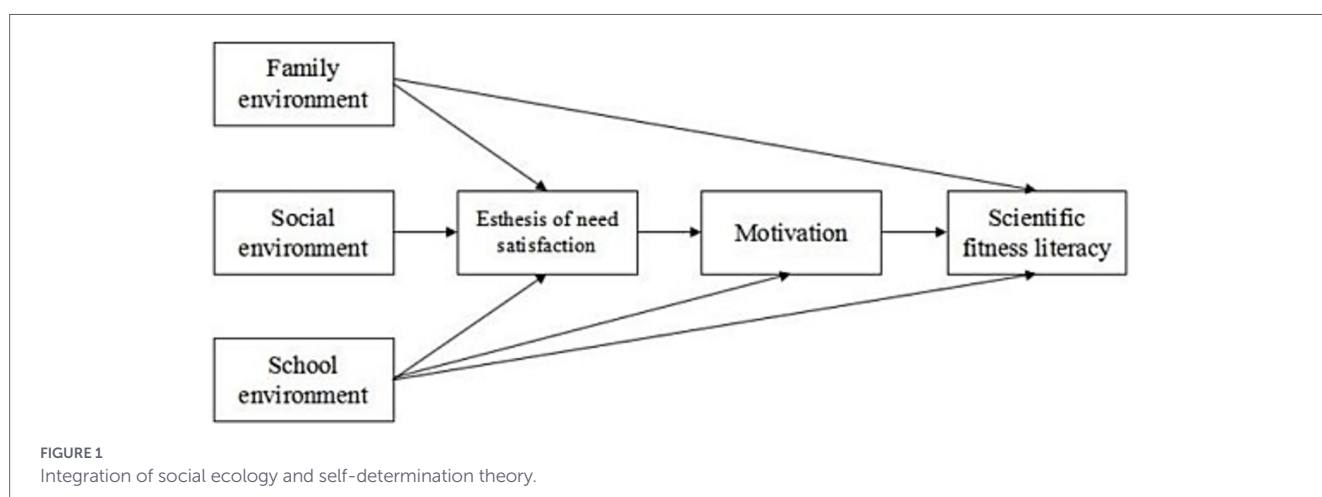 Family
environment
Social
environment
Esthesis of need
satisfaction
Motivation
Scientific
fitness literacy
School
environment
FIGURE 1
Integration of social ecology and self-determination theory.